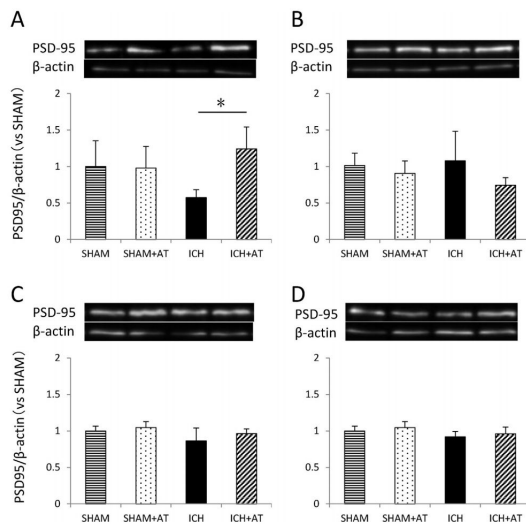 A
PSD-95
β-actin
PSD95/β-actin(vs SHAM)
2
1.5
1
0.5
0
*
SHAM SHAM+AT ICH ICH+AT
B
PSD-95
β-actin
2
1.5
1
0.5
0
SHAM SHAM+AT ICH ICH+AT
C
PSD-95
β-actin
PSD95/β-actin(vs SHAM)
2
1.5
1
0.5
0
SHAM SHAM+AT ICH ICH+AT
D
PSD-95
β-actin
2
1.5
1
0.5
0
SHAM SHAM+AT ICH ICH+AT